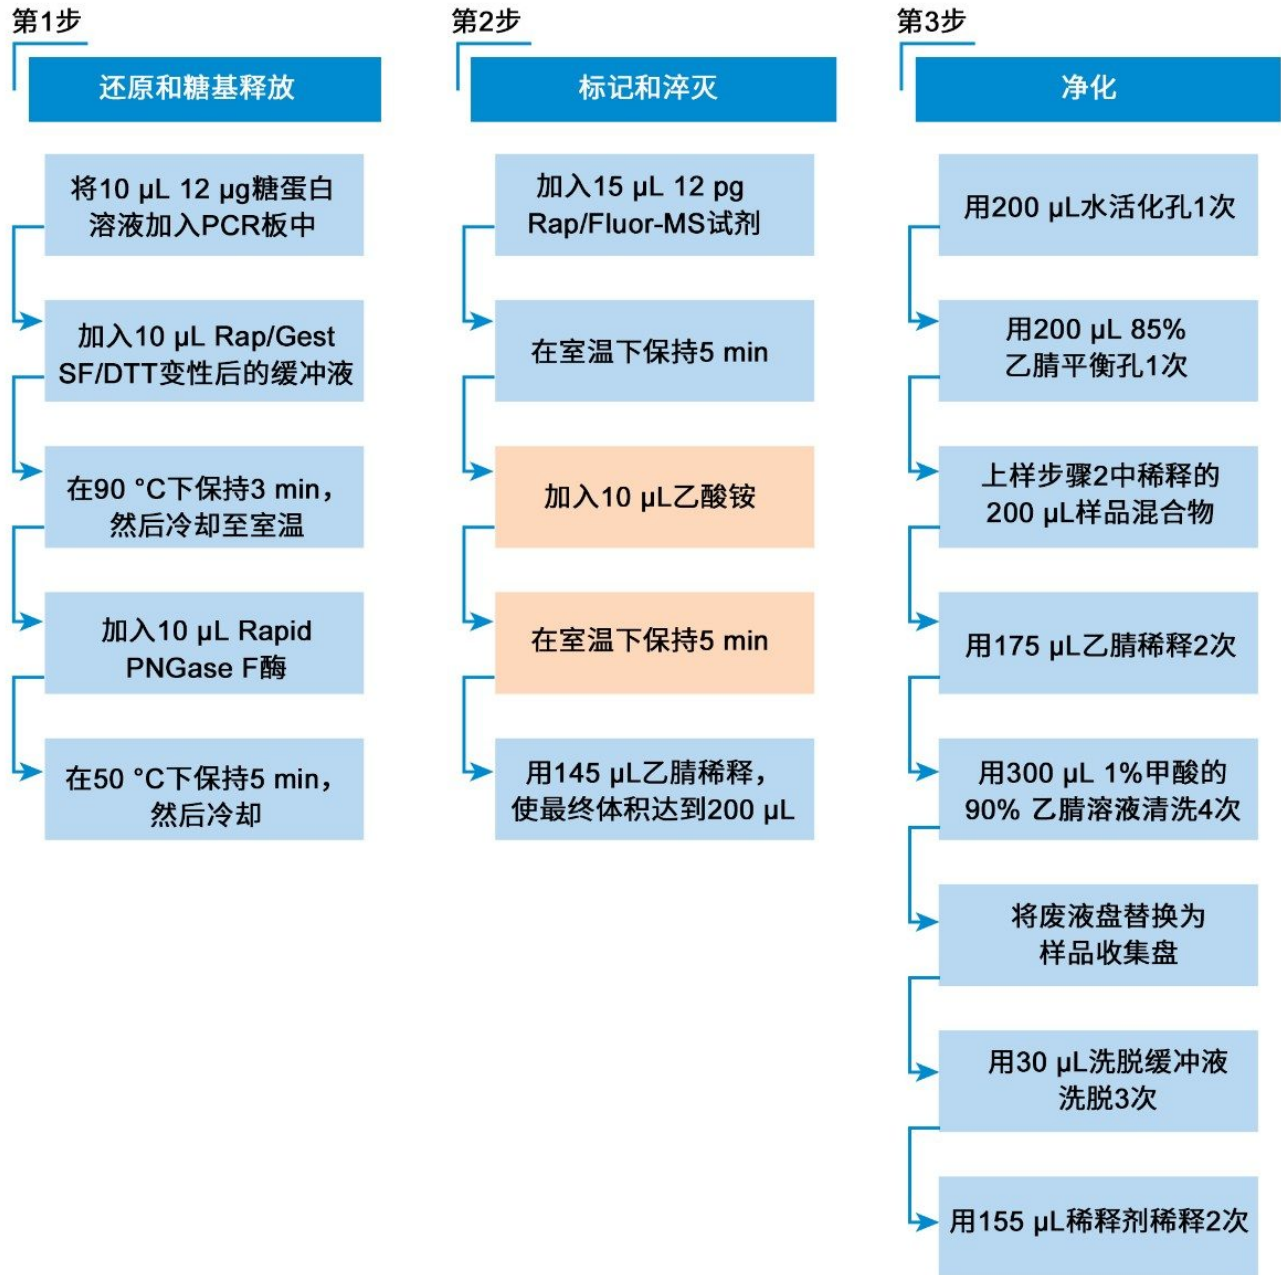 第1步
还原和糖基释放
将10 μL 12 μg糖蛋白
溶液加入PCR板中
加入10 μL Rap/Gest
SF/DTT变性后的缓冲液
在90 °C下保持3 min，
然后冷却至室温
加入10 μL Rapid
PNGase F酶
在50 °C下保持5 min，
然后冷却
第2步
标记和淬灭
加入15 μL 12 pg
Rap/Fluor-MS试剂
在室温下保持5 min
加入10 μL乙酸铵
在室温下保持5 min
用145 μL乙腈稀释，
使最终体积达到200 μL
第3步
净化
用200 μL水活化孔1次
用200 μL 85%
乙腈平衡孔1次
上样步骤2中稀释的
200 μL样品混合物
用175 μL乙腈稀释2次
用300 μL 1%甲酸的
90% 乙腈溶液清洗4次
将废液盘替换为
样品收集盘
用30 μL洗脱缓冲液
洗脱3次
用155 μL稀释剂稀释2次